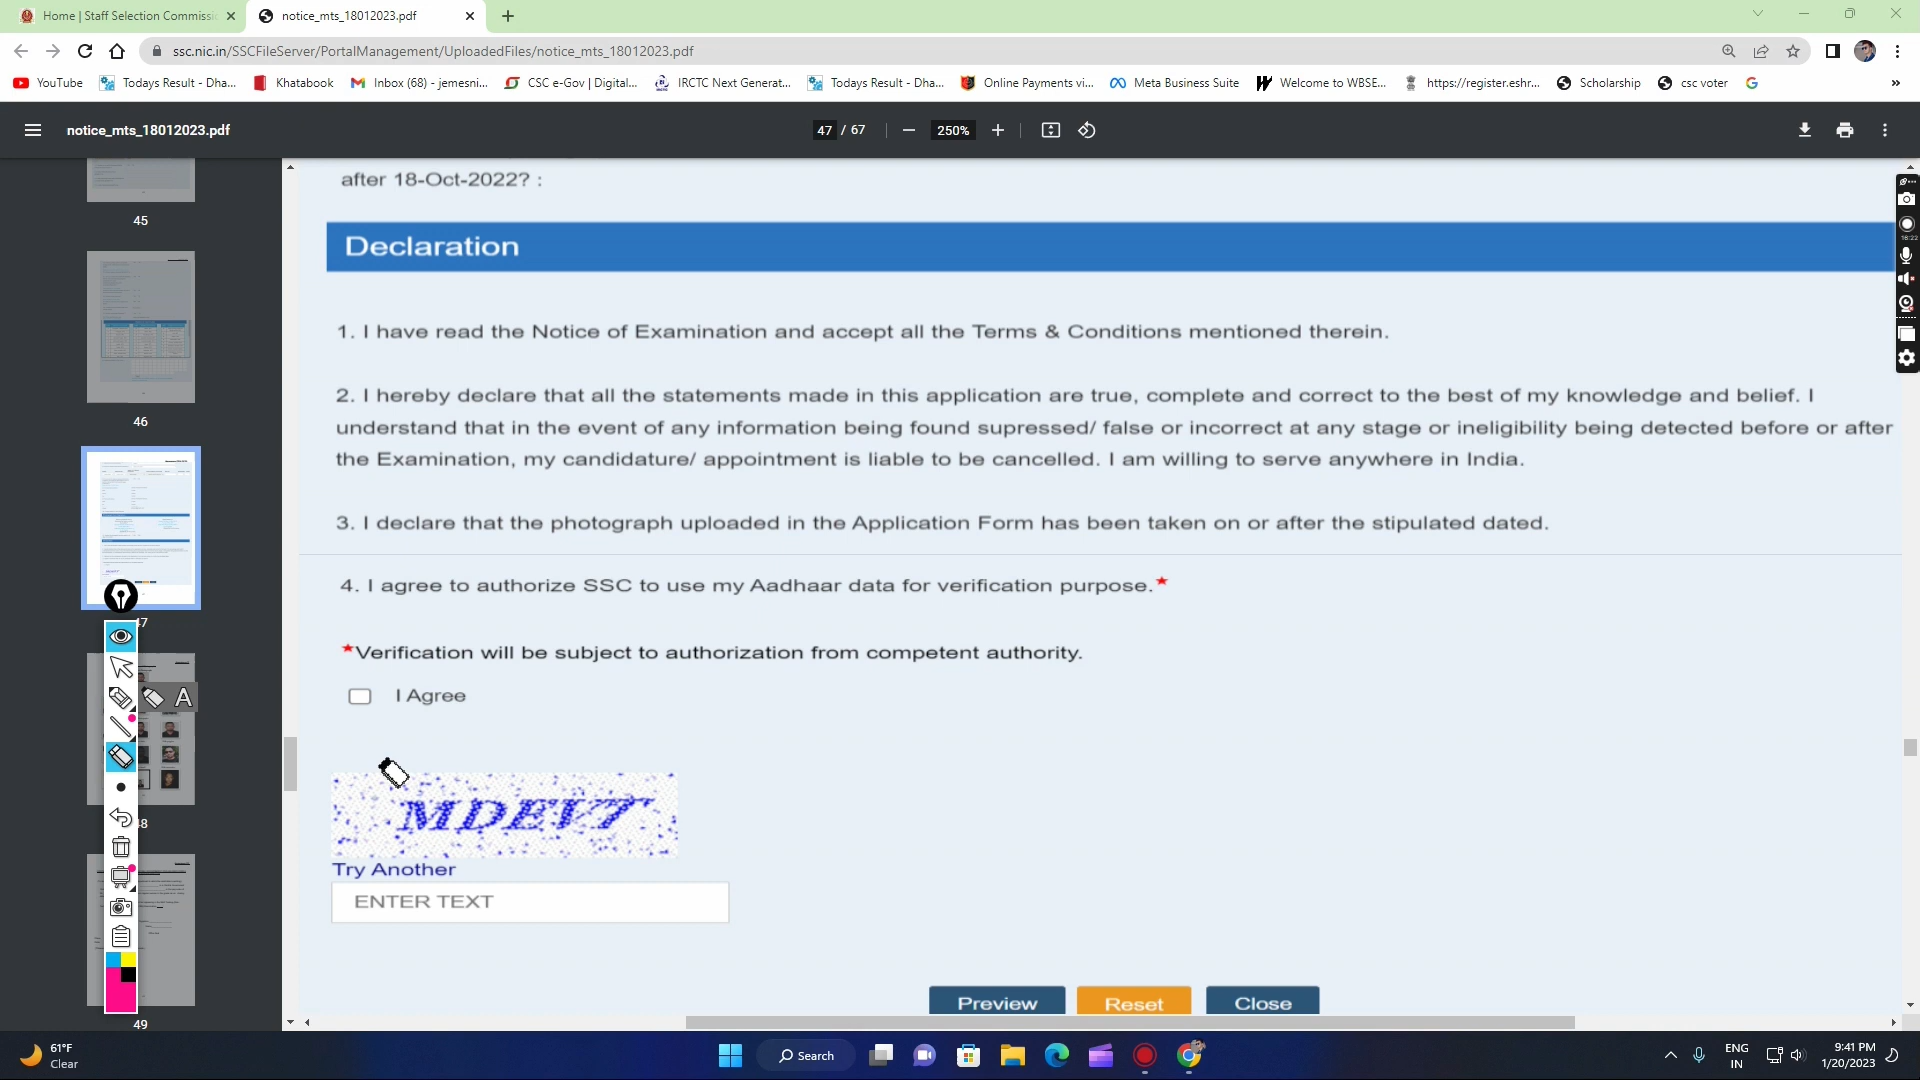 Home | Staff Selection Commissi
notice_mts_18012023.pdf
ssc.nic.in/SSCFileServer/PortalManagement/UploadedFiles/notice_mts_18012023.pdf
YouTube
Todays Result - Dha...
Khatabook
Inbox (68) - jemesni...
CSC e-Gov | Digital...
IRCTC Next Generat...
Todays Result - Dha...
Online Payments vi...
Meta Business Suite
Welcome to WBSE...
https://register.eshr...
Scholarship
csc voter
»
notice_mts_18012023.pdf
47 / 67
250%
45
46
47
48
49
after 18-Oct-2022? :
Declaration
1. I have read the Notice of Examination and accept all the Terms & Conditions mentioned therein.
2. I hereby declare that all the statements made in this application are true, complete and correct to the best of my knowledge and belief. I
understand that in the event of any information being found supressed/ false or incorrect at any stage or ineligibility being detected before or after
the Examination, my candidature/ appointment is liable to be cancelled. I am willing to serve anywhere in India.
3. I declare that the photograph uploaded in the Application Form has been taken on or after the stipulated dated.
4. I agree to authorize SSC to use my Aadhaar data for verification purpose.*
*Verification will be subject to authorization from competent authority.
I Agree
MDEV7
Try Another
ENTER TEXT
Preview
Reset
Close
A
61°F
Clear
Search
ENG
IN
9:41 PM
1/20/2023